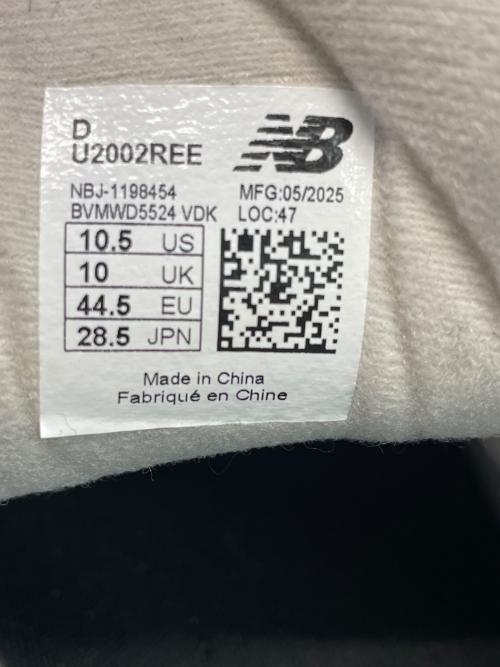 D
U2002REE
NB
NBJ-1198454 MFG:05/2025
BVMWD5524 VDK LOC:47
10.5 US
10 UK
44.5 EU
28.5 JPN
Made in China
Fabriqué en Chine